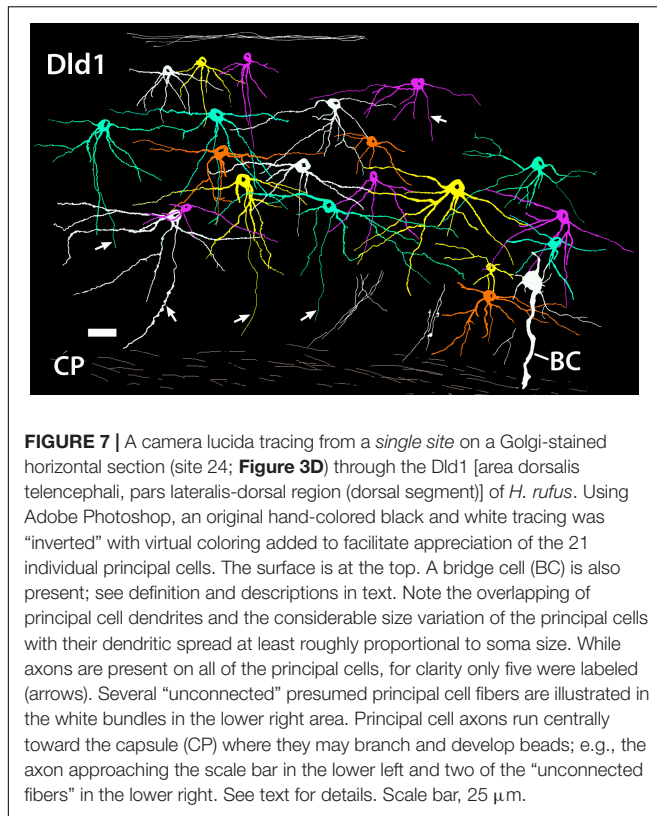 Dld1
CP
BC
FIGURE 7 | A camera lucida tracing from a single site on a Golgi-stained
horizontal section (site 24; Figure 3D) through the Dld1 [area dorsalis
telencephali, pars lateralis-dorsal region (dorsal segment)] of H. rufus. Using
Adobe Photoshop, an original hand-colored black and white tracing was
“inverted” with virtual coloring added to facilitate appreciation of the 21
individual principal cells. The surface is at the top. A bridge cell (BC) is also
present; see definition and descriptions in text. Note the overlapping of
principal cell dendrites and the considerable size variation of the principal cells
with their dendritic spread at least roughly proportional to soma size. While
axons are present on all of the principal cells, for clarity only five were labeled
(arrows). Several “unconnected” presumed principal cell fibers are illustrated in
the white bundles in the lower right area. Principal cell axons run centrally
toward the capsule (CP) where they may branch and develop beads; e.g., the
axon approaching the scale bar in the lower left and two of the “unconnected
fibers” in the lower right. See text for details. Scale bar, 25 μm.